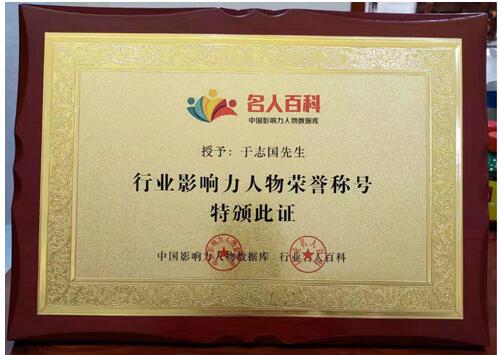 名人百科
中国影响力人物数据库
授予：于志国先生
行业影响力人物荣誉称号
特颁此证
中国影响力人物数据库 行业名人百科